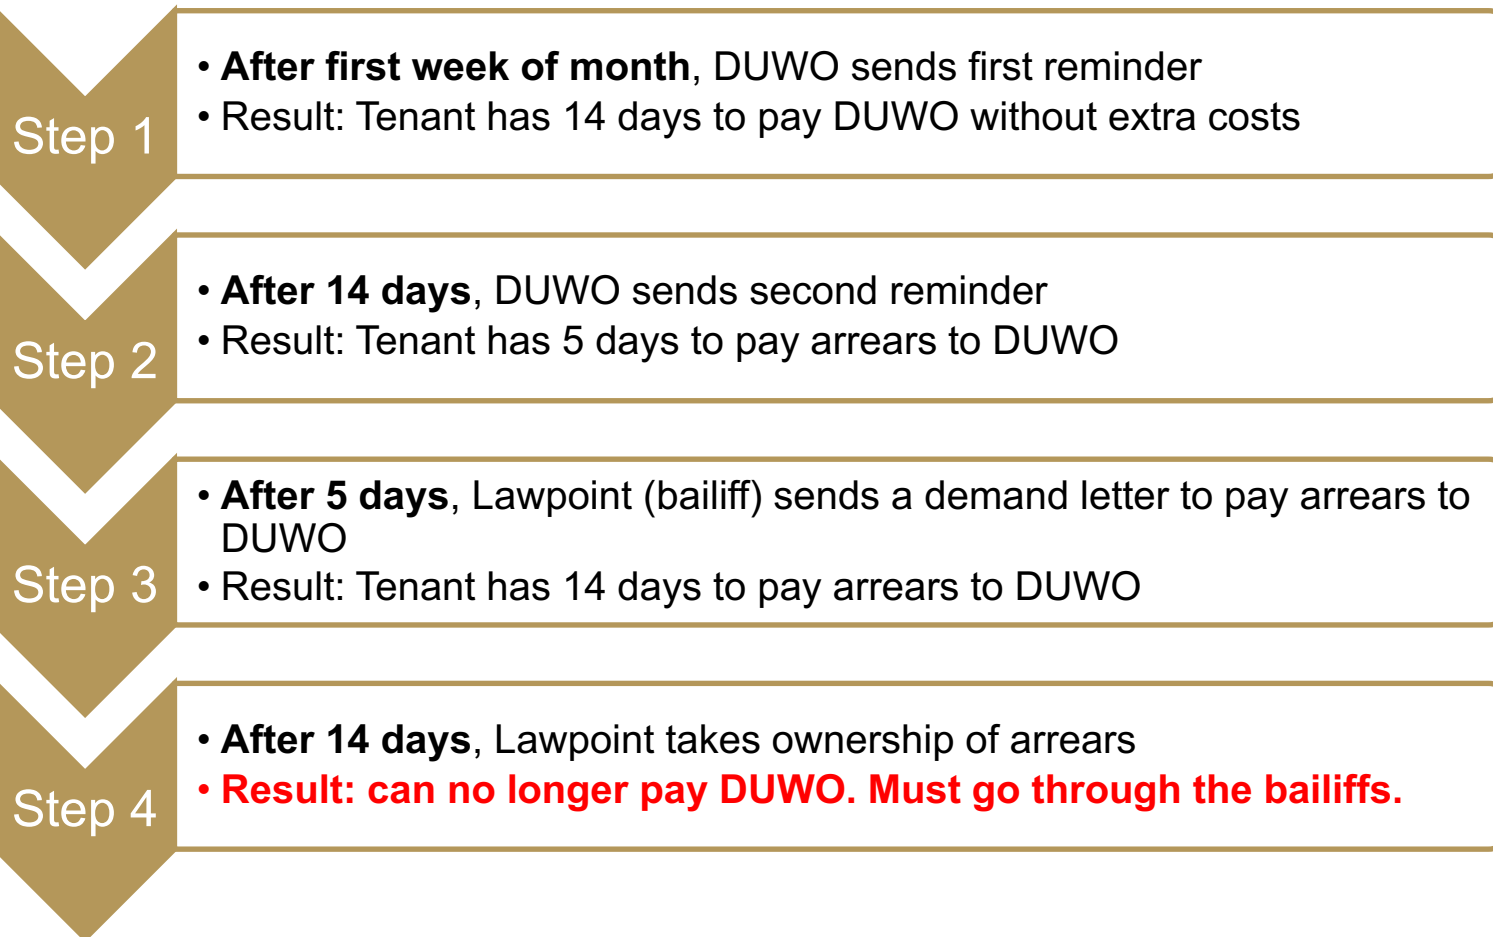 Step 1
• After first week of month, DUWO sends first reminder
• Result: Tenant has 14 days to pay DUWO without extra costs
Step 2
• After 14 days, DUWO sends second reminder
• Result: Tenant has 5 days to pay arrears to DUWO
Step 3
• After 5 days, Lawpoint (bailiff) sends a demand letter to pay arrears to
DUWO
• Result: Tenant has 14 days to pay arrears to DUWO
Step 4
• After 14 days, Lawpoint takes ownership of arrears
• Result: can no longer pay DUWO. Must go through the bailiffs.